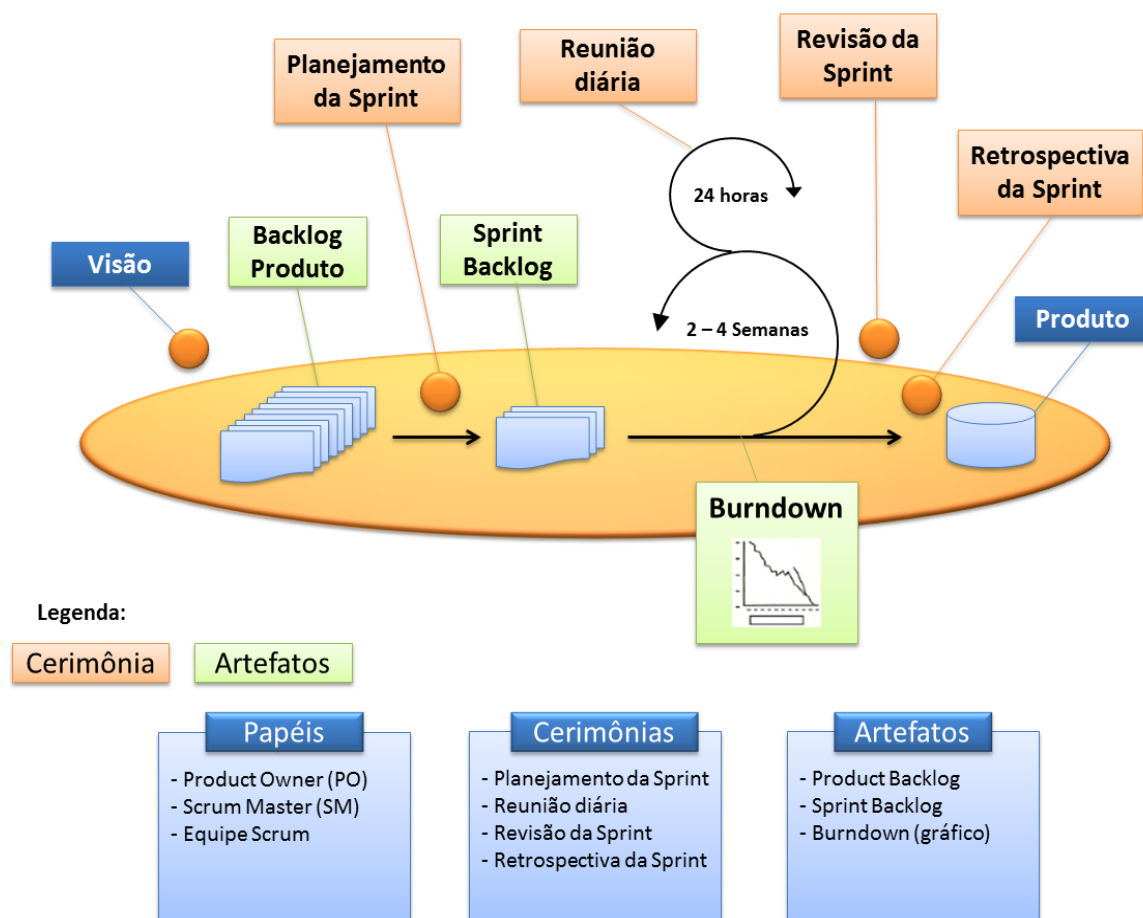 Planejamento
da Sprint
Reunião
diária
Revisão da
Sprint
Retrospectiva
da Sprint
24 horas
Visão
Backlog
Produto
Sprint
Backlog
2 – 4 Semanas
Produto
Burndown
Legenda:
Cerimônia
Artefatos
Papéis
- Product Owner (PO)
- Scrum Master (SM)
- Equipe Scrum
Cerimônias
- Planejamento da Sprint
- Reunião diária
- Revisão da Sprint
- Retrospectiva da Sprint
Artefatos
- Product Backlog
- Sprint Backlog
- Burndown (gráfico)